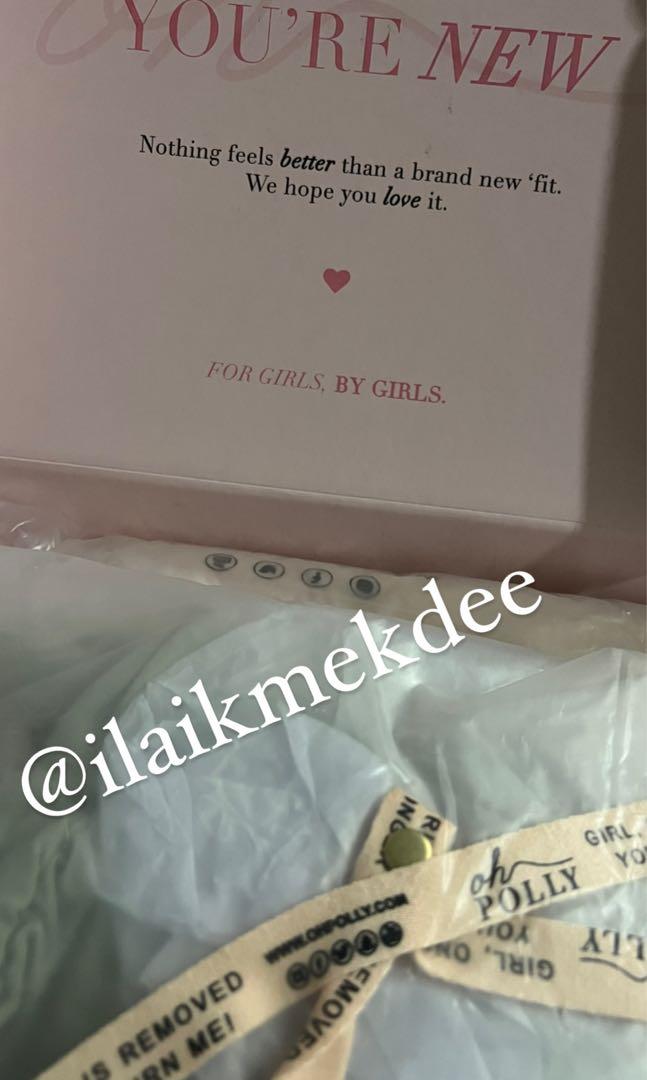 YOU'RE NEW
Nothing feels better than a brand new ‘fit.
We hope you love it.
FOR GIRLS, BY GIRLS.
@ilaikmekdee
oh
POLLY
GIRL,
WWW.OHPOLLY.COM
GIRL,
IS REMOVED
ME!